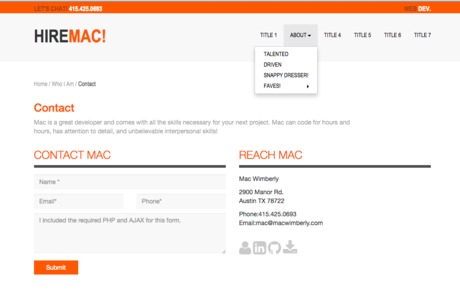 LET'S CHAT! 415.425.0693 WEB DEV.
HIREMAC! TITLE 1 ABOUT TITLE 4 TITLE 5 TITLE 6 TITLE 7
TALENTED
DRIVEN
SNAPPY DRESSER!
FAVES!
Home / Who I Am / Contact
Contact
Mac is a great developer and comes with all the skills necessary for your next project. Mac can code for hours and
hours, has attention to detail, and unbelievable interpersonal skills!
CONTACT MAC
Name *
Email*
Phone*
I included the required PHP and AJAX for this form.
Submit
REACH MAC
Mac Wimberly
2900 Manor Rd.
Austin TX 78722
Phone:415.425.0693
Email:mac@macwimberly.com